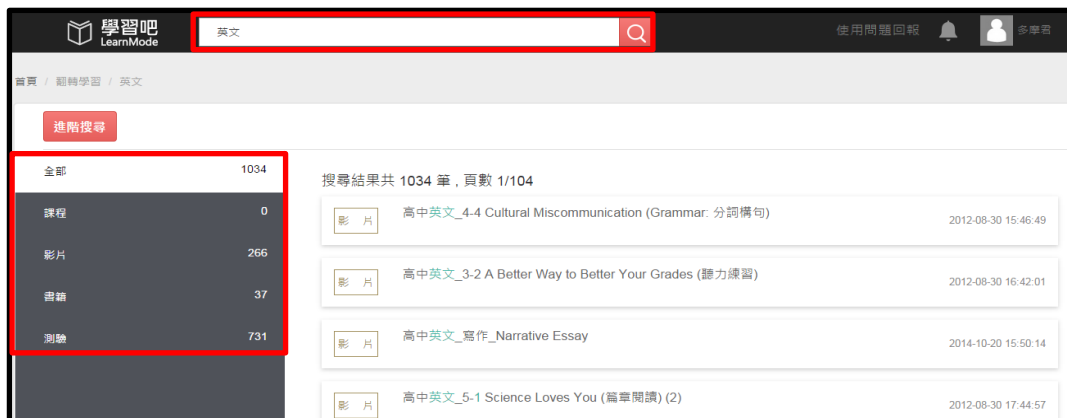 學習吧
LearnMode
英文
使用問題回報
多摩君
首頁 / 翻轉學習 / 英文
進階搜尋
全部 1034
課程 0
影片 266
書籍 37
測驗 731
搜尋結果共 1034 筆 , 頁數 1/104
影 片 高中英文_4-4 Cultural Miscommunication (Grammar: 分詞構句) 2012-08-30 15:46:49
影 片 高中英文_3-2 A Better Way to Better Your Grades (聽力練習) 2012-08-30 16:42:01
影 片 高中英文_寫作_Narrative Essay 2014-10-20 15:50:14
影 片 高中英文_5-1 Science Loves You (篇章閱讀) (2) 2012-08-30 17:44:57